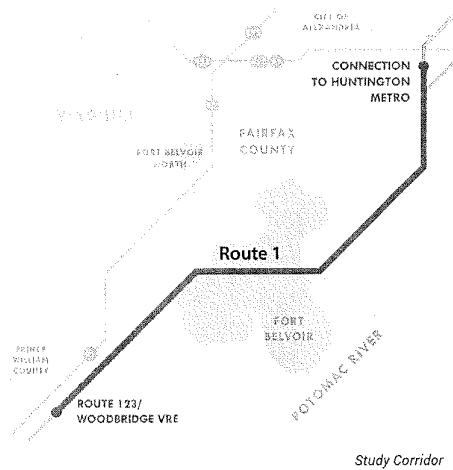 CITY OF
ALEXANDRIA
CONNECTION
TO HUNTINGTON
METRO
VIRGINIA
FAIRFAX
COUNTY
FORT BELVOIR
NORTH
Route 1
FORT
BELVOIR
PRINCE
WILLIAM
COUNTY
POTOMAC RIVER
ROUTE 123/
WOODBRIDGE VRE
Study Corridor